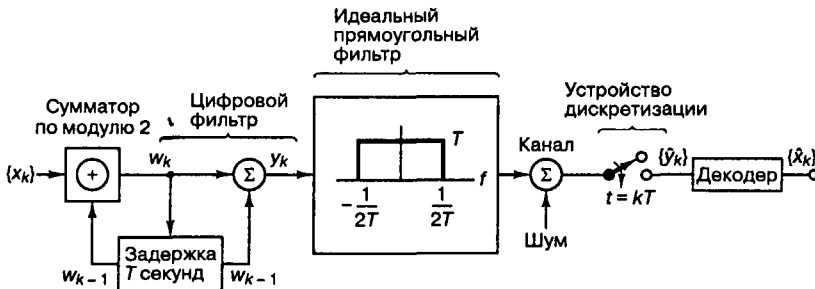 Идеальный
прямоугольный
фильтр
Устройство
дискретизации
Сумматор
по модулю 2
Цифровой
фильтр
Канал
{x_k}
+
w_k
Σ
y_k
T
f
-1/2T
1/2T
Σ
{ŷ_k}
{x̂_k}
Декодер
t = kT
Шум
w_{k-1}
Задержка
T секунд
w_{k-1}